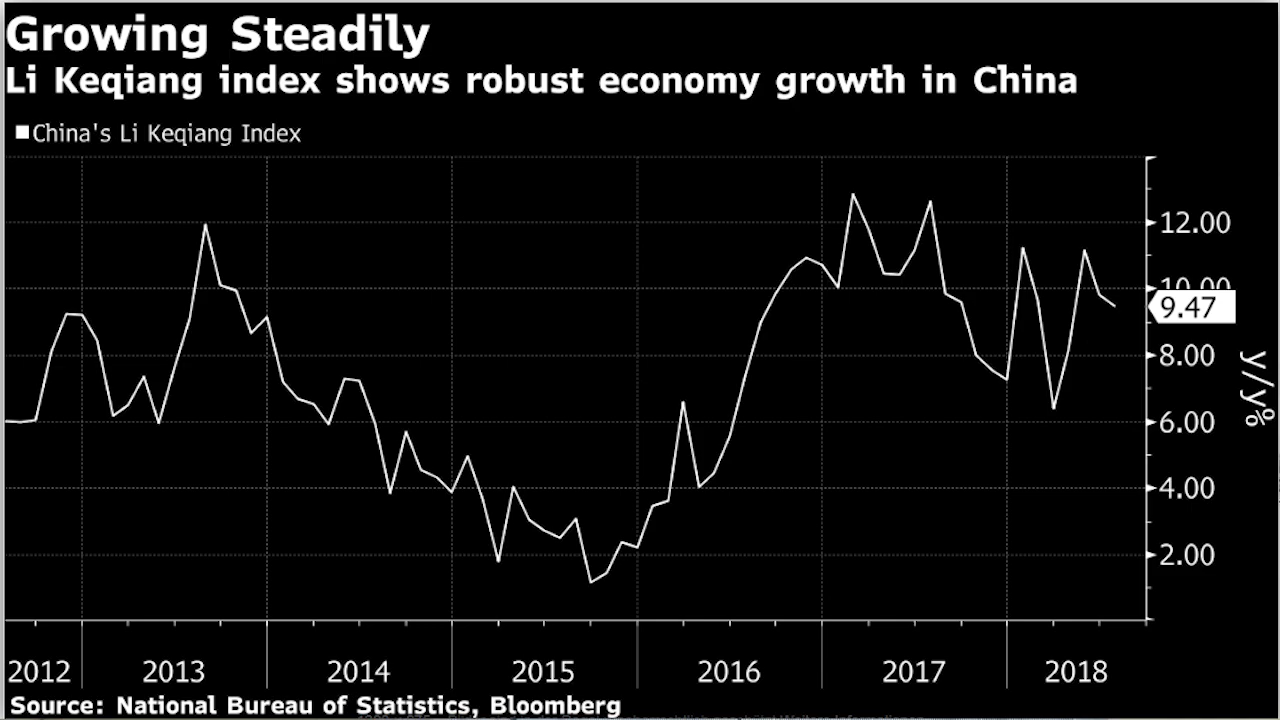 Growing Steadily
Li Keqiang index shows robust economy growth in China
China's Li Keqiang Index
12.00
10.00
9.47
8.00
6.00
4.00
2.00
y/y%
2012 2013 2014 2015 2016 2017 2018
Source: National Bureau of Statistics, Bloomberg